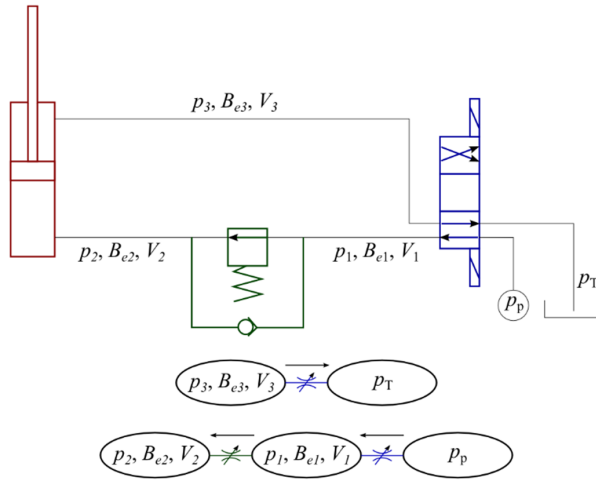 p3, Be3, V3
p2, Be2, V2
p1, Be1, V1
pp
pT
p3, Be3, V3
pT
p2, Be2, V2
p1, Be1, V1
pp